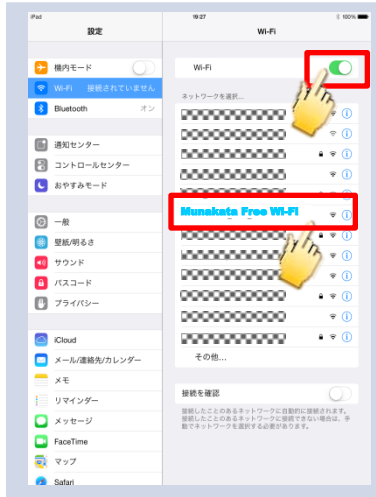 iPad
19:27
100%
設定
Wi-Fi
機内モード
Wi-Fi 接続されていません
Bluetooth オン
通知センター
コントロールセンター
おやすみモード
一般
壁紙/明るさ
サウンド
パスコード
プライバシー
iCloud
メール/連絡先/カレンダー
メモ
リマインダー
メッセージ
FaceTime
マップ
Safari
Wi-Fi
ネットワークを選択...
Munakata Free Wi-Fi
その他...
接続を確認
接続したことのあるネットワークに自動的に接続されます。
接続したことのあるネットワークに接続できない場合は、手
動でネットワークを選択する必要があります。